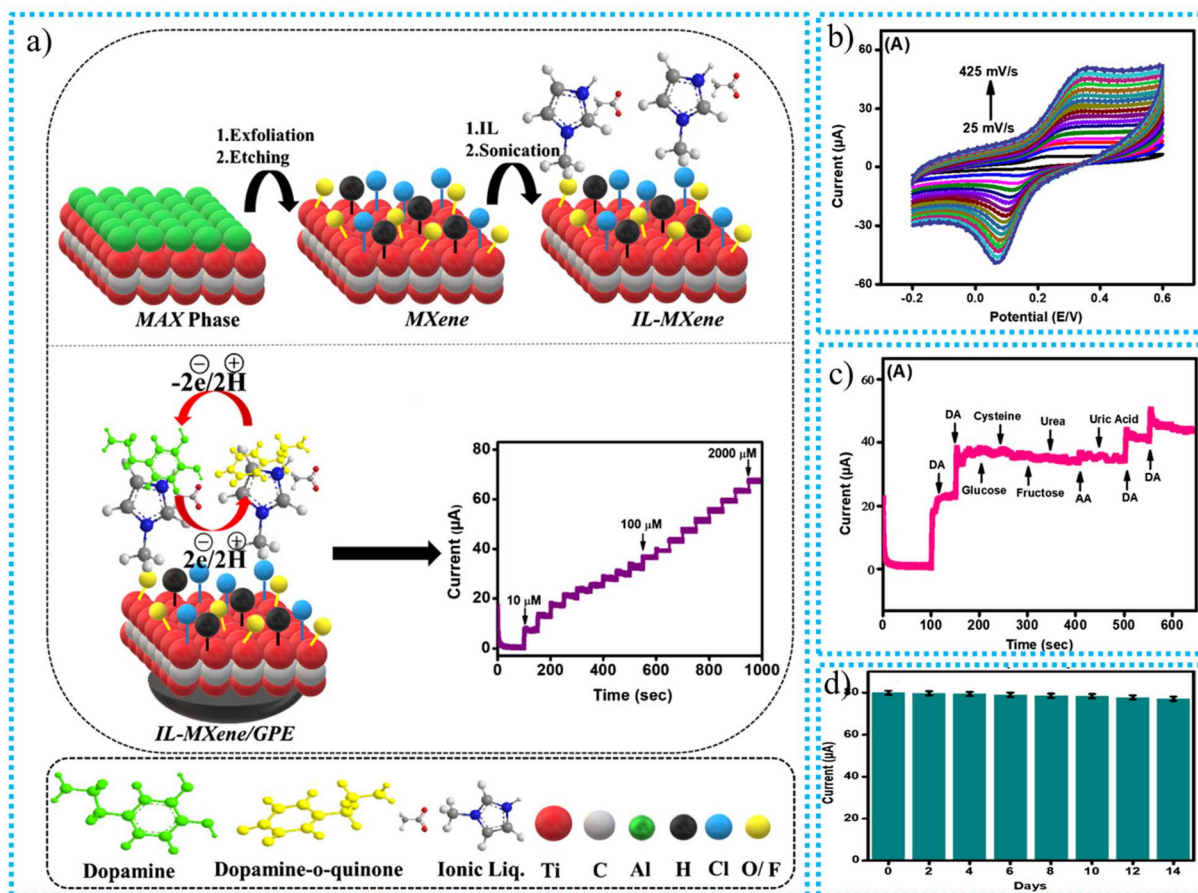 a)
1.Exfoliation
2.Etching
1.IL
2.Sonication
MAX Phase
MXene
IL-MXene
-2e/2H
− +
2e/2H
− +
IL-MXene/GPE
Current (µA)
80
60
40
20
0
10 µM
100 µM
2000 µM
0 200 400 600 800 1000
Time (sec)
Dopamine
Dopamine-o-quinone
Ionic Liq.
Ti
C
Al
H
Cl
O/ F
b)
(A)
Current (µA)
60
30
0
-30
-60
425 mV/s
25 mV/s
-0.2 0.0 0.2 0.4 0.6
Potential (E/V)
c)
(A)
Current (µA)
60
40
20
0
DA
DA
Cysteine
Urea
Uric Acid
Glucose
Fructose
AA
DA
DA
0 100 200 300 400 500 600
Time (sec)
d)
Current (µA)
80
40
0
0 2 4 6 8 10 12 14
Days